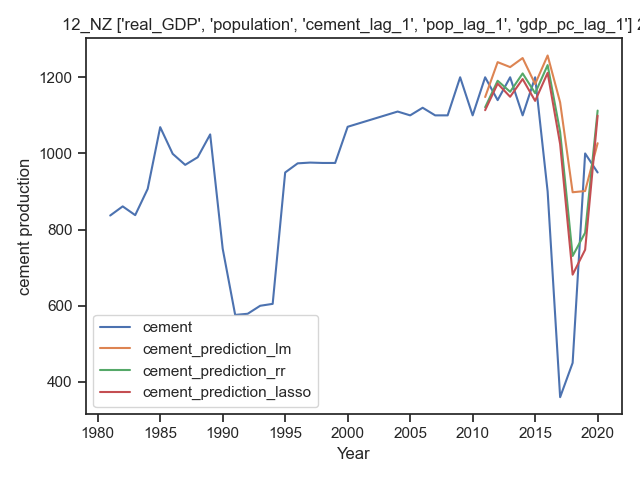 12_NZ ['real_GDP', 'population', 'cement_lag_1', 'pop_lag_1', 'gdp_pc_lag_1']
1200
1000
800
600
400
cement production
cement
cement_prediction_lm
cement_prediction_rr
cement_prediction_lasso
1980 1985 1990 1995 2000 2005 2010 2015 2020
Year